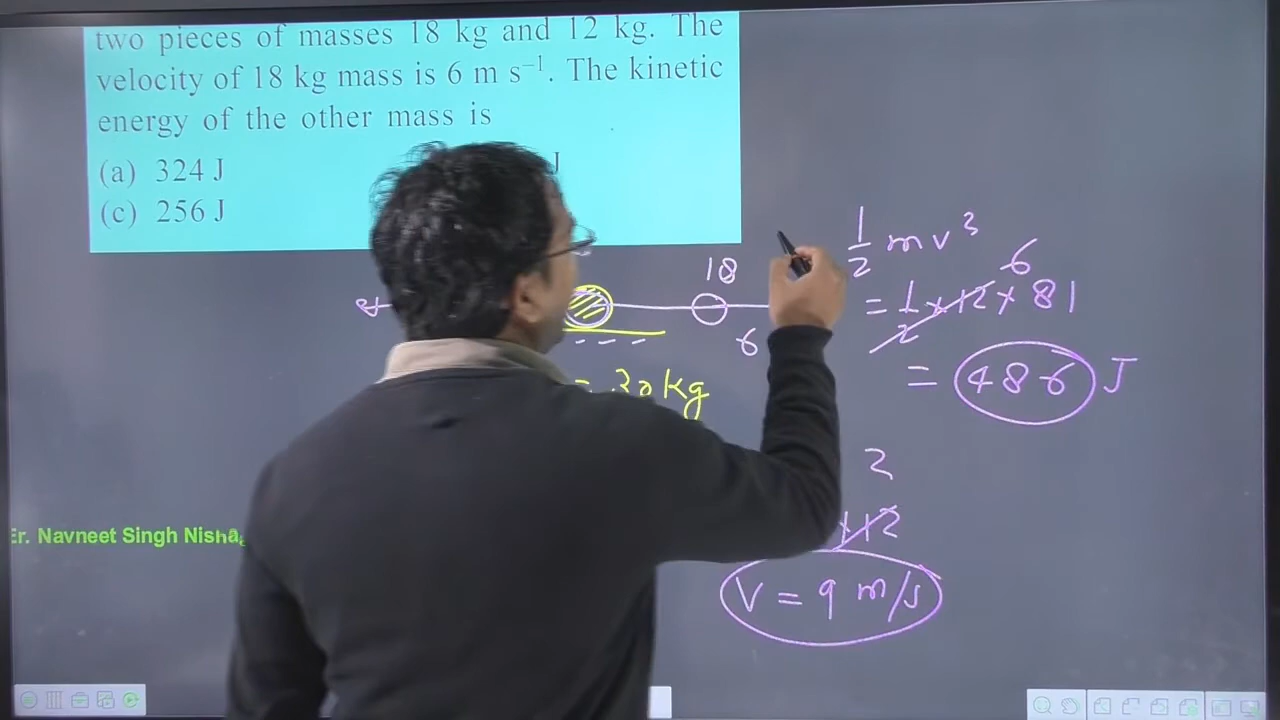 two pieces of masses 18 kg and 12 kg. The
velocity of 18 kg mass is 6 m s⁻¹. The kinetic
energy of the other mass is
(a) 324 J
J
(c) 256 J
18
6
= 30 kg
1/2 mv²
6
= 1/2 × 12 × 81
= 486 J
2
×12
V = 9 m/s
Er. Navneet Singh